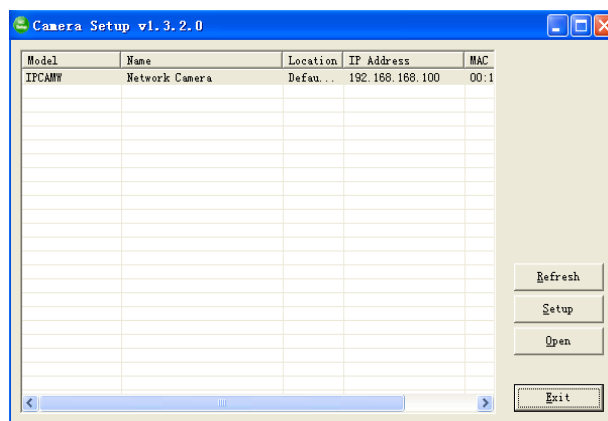 Camera Setup v1.3.2.0
Model Name Location IP Address MAC
IPCAMW Network Camera Defau... 192.168.168.100 00:1
Refresh
Setup
Open
Exit